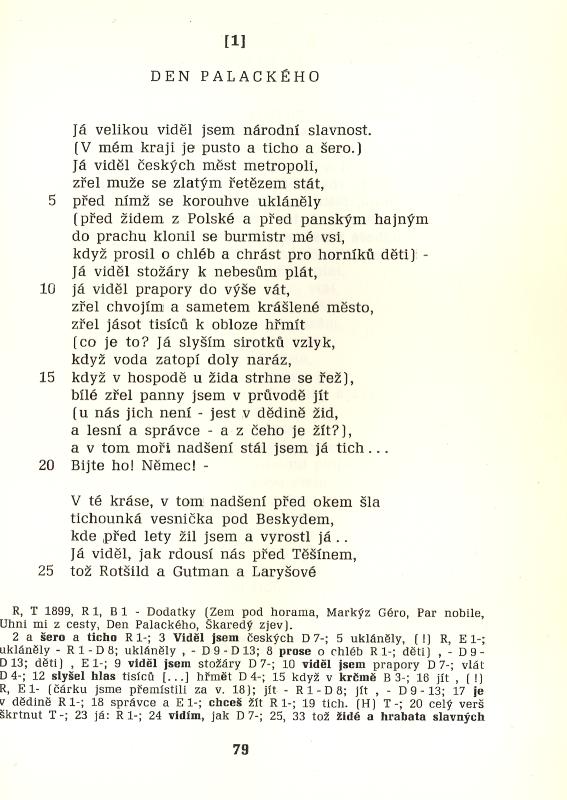 [1]
DEN PALACKÉHO
Já velikou viděl jsem národní slavnost.
(V mém kraji je pusto a ticho a šero.)
Já viděl českých měst metropoli,
zřel muže se zlatým řetězem stát,
5 před nímž se korouhve ukláněly
(před židem z Polské a před panským hajným
do prachu klonil se burmistr mé vsi,
když prosil o chléb a chrást pro horníků děti) -
Já viděl stožáry k nebesům plát,
10 já viděl prapory do výše vát,
zřel chvojím a sametem krášlené město,
zřel jásot tisíců k obloze hřmít
(co je to? Já slyším sirotků vzlyk,
když voda zatopí doly naráz,
15 když v hospodě u žida strhne se řež),
bílé zřel panny jsem v průvodě jít
(u nás jich není - jest v dědině žid,
a lesní a správce - a z čeho je žít?),
a v tom moři nadšení stál jsem já tich...
20 Bijte ho! Němec! -
V té kráse, v tom nadšení před okem šla
tichounká vesnička pod Beskydem,
kde před lety žil jsem a vyrostl já..
Já viděl, jak rdousí nás před Těšínem,
25 tož Rotšild a Gutman a Laryšové
R, T 1899, R 1, B 1 - Dodatky (Zem pod horama, Markýz Géro, Par nobile,
Uhni mi z cesty, Den Palackého, Škaredý zjev).
2 a šero a ticho R 1-; 3 Viděl jsem českých D 7-; 5 ukláněly, (!) R, E 1-;
ukláněly - R 1 - D 8; ukláněly , - D 9 - D 13; 8 prose o chléb R 1-; děti) , - D 9-
D 13; děti) , E 1-; 9 viděl jsem stožáry D 7-; 10 viděl jsem prapory D 7-; vlát
D 4-; 12 slyšel hlas tisíců [...] hřmět D 4-; 15 když v krčmě B 3-; 16 jít , (!)
R, E 1- (čárku jsme přemístili za v. 18); jít - R 1 - D 8; jít , - D 9 - 13; 17 je
v dědině R 1-; 18 správce a E 1-; chceš žít R 1-; 19 tich. (H) T -; 20 celý verš
škrtnut T -; 23 já: R 1-; 24 vidím, jak D 7-; 25, 33 tož židé a hrabata slavných
79